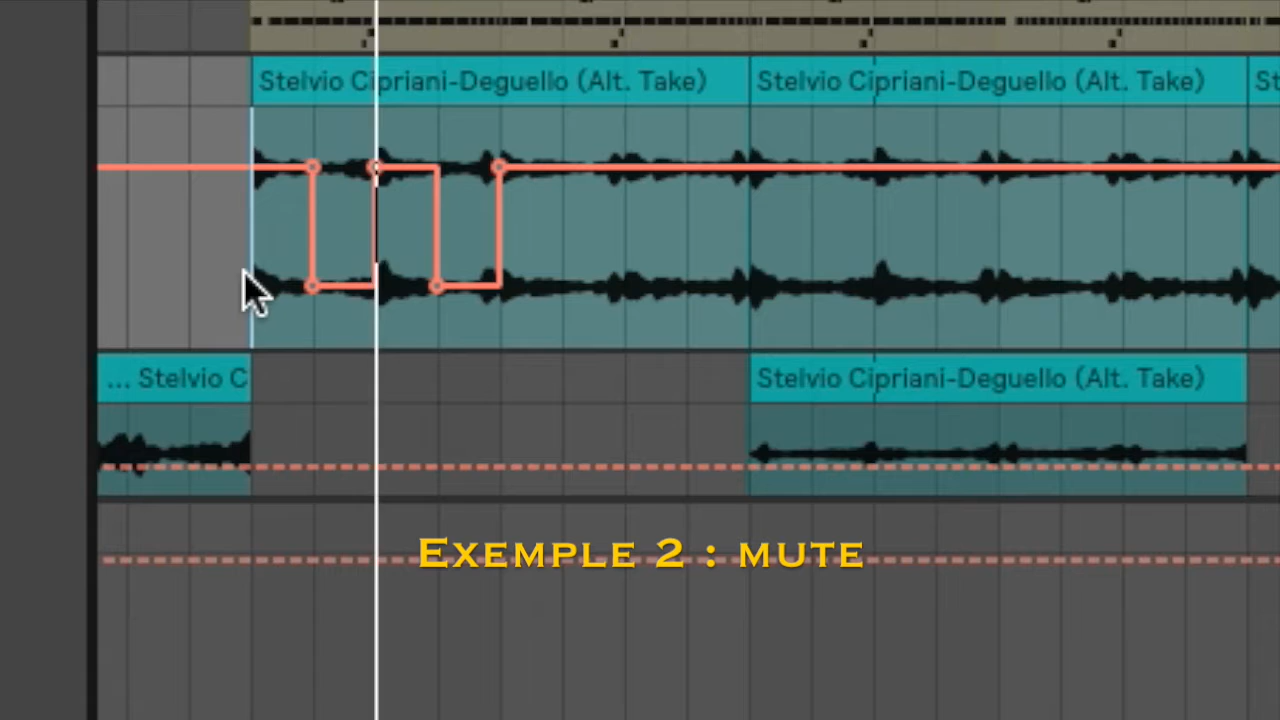 Stelvio Cipriani-Deguello (Alt. Take) Stelvio Cipriani-Deguello (Alt. Take) St
... Stelvio C Stelvio Cipriani-Deguello (Alt. Take)
Exemple 2 : mute